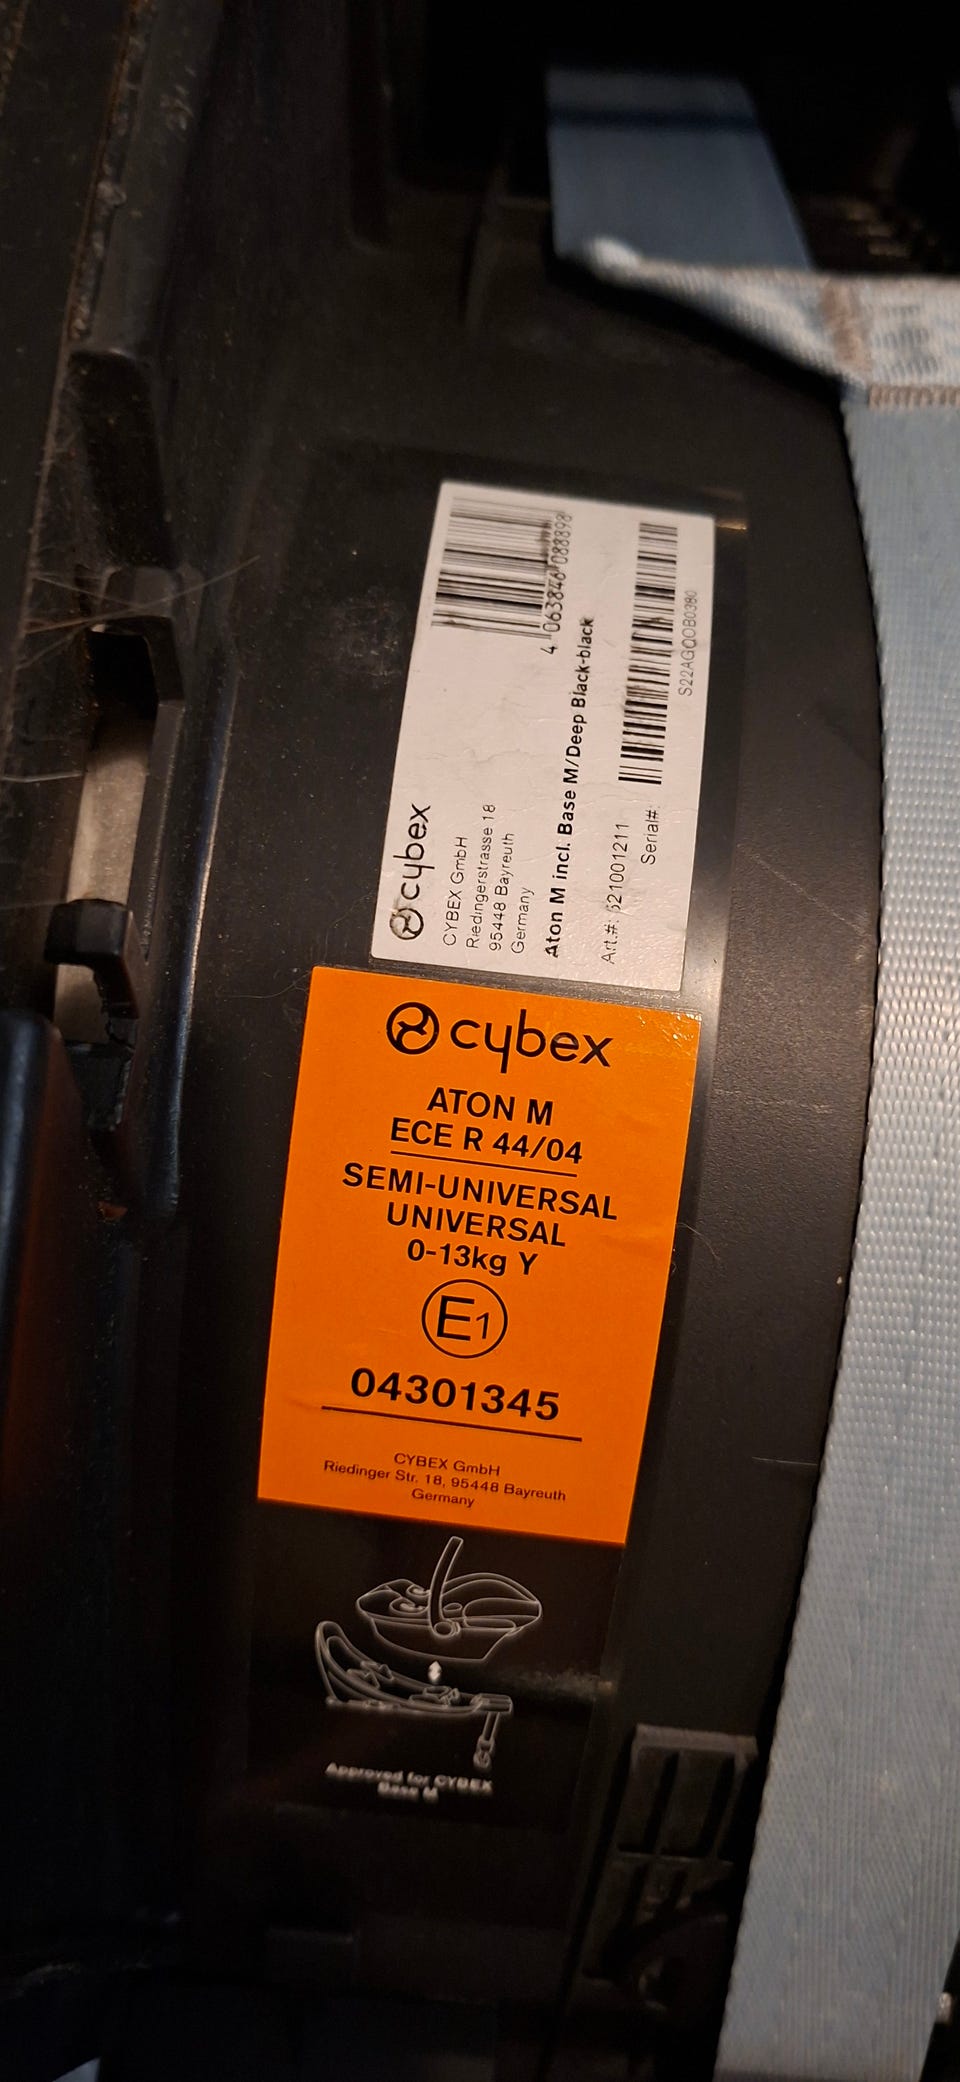 cybex
CYBEX GmbH
Riedingerstrasse 18
95448 Bayreuth
Germany
4 063846 088898
Aton M incl. Base M/Deep Black-black
Art.#: 521001211
Serial#:
S22AG00B0380
cybex
ATON M
ECE R 44/04
SEMI-UNIVERSAL
UNIVERSAL
0-13kg Y
E1
04301345
CYBEX GmbH
Riedinger Str. 18, 95448 Bayreuth
Germany
Approved for CYBEX
Base M